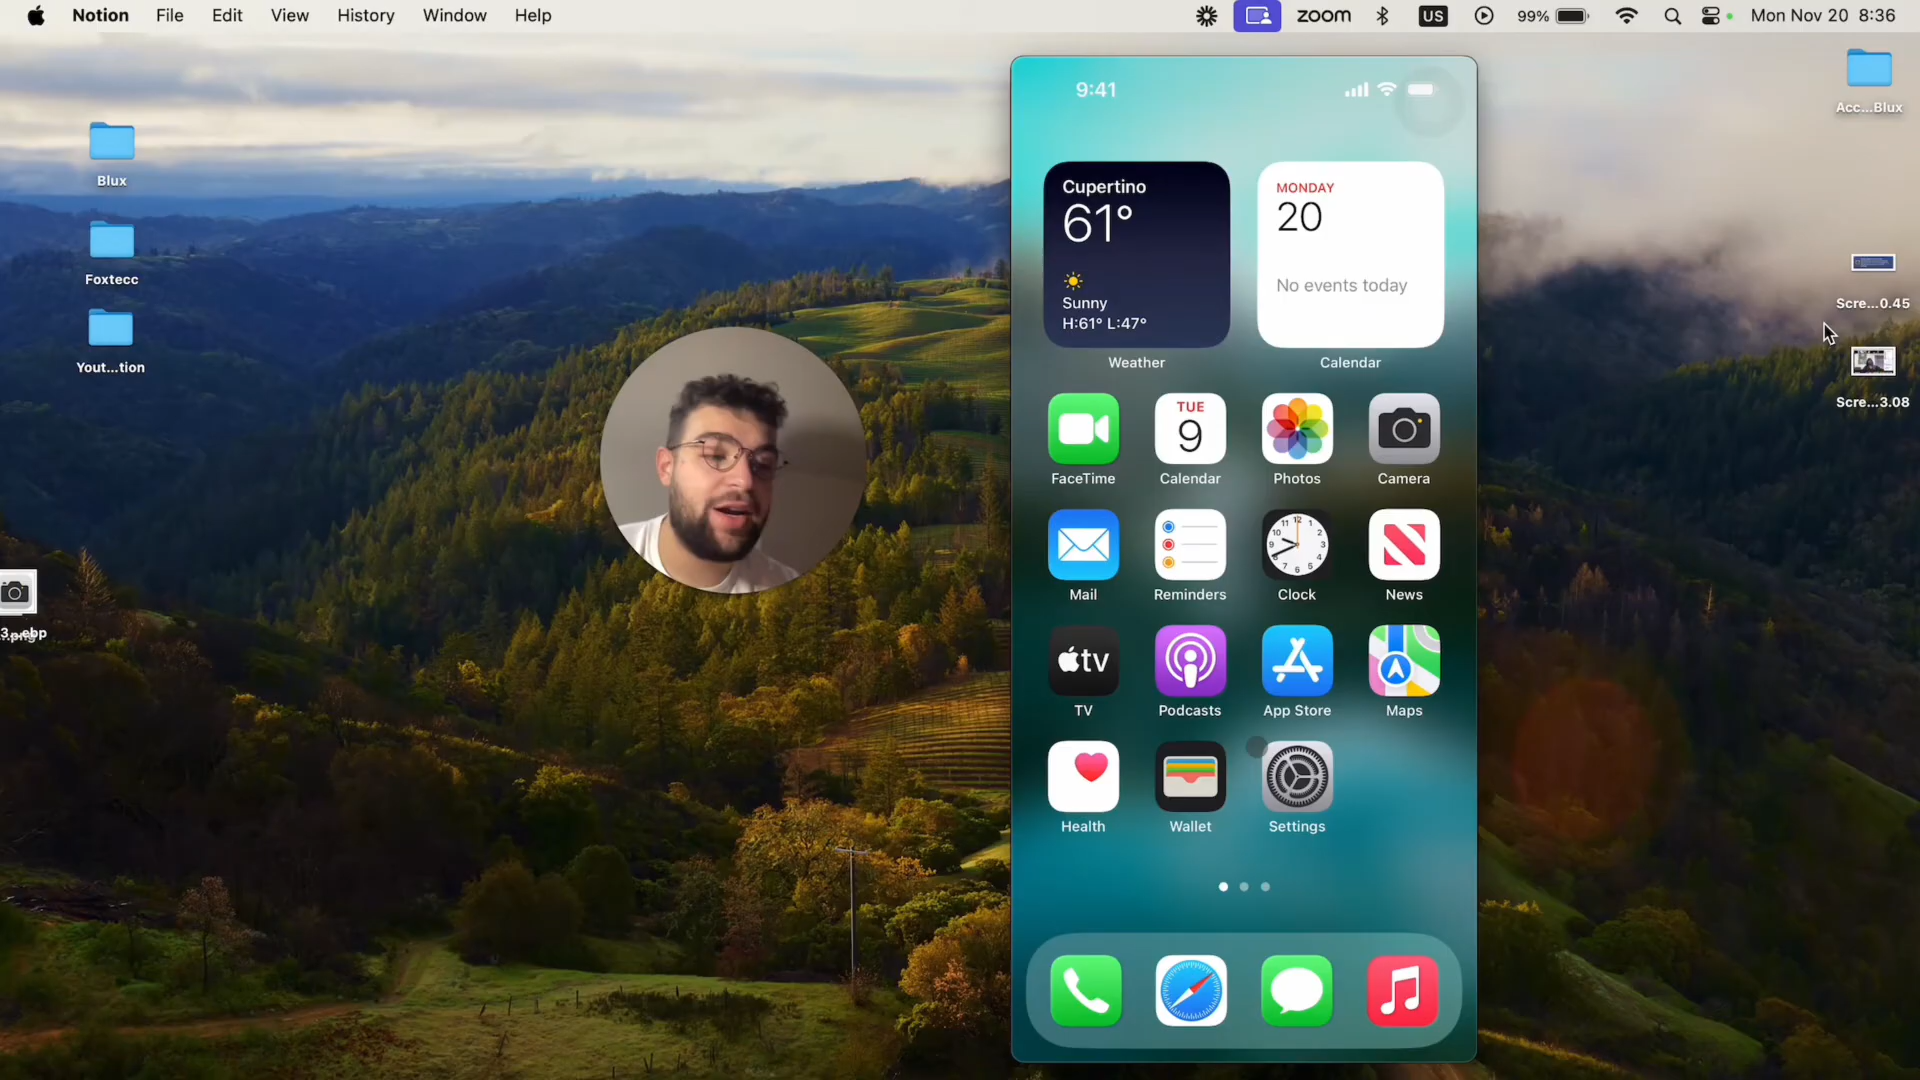 Notion File Edit View History Window Help
zoom US 99% Mon Nov 20 8:36
Acc...Blux
Blux
Foxtecc
Yout...tion
Scre...0.45
Scre...3.08
9:41
Cupertino
61°
Sunny
H:61° L:47°
Weather
MONDAY
20
No events today
Calendar
FaceTime
TUE
9
Calendar
Photos
Camera
Mail
Reminders
Clock
News
tv
TV
Podcasts
App Store
Maps
Health
Wallet
Settings